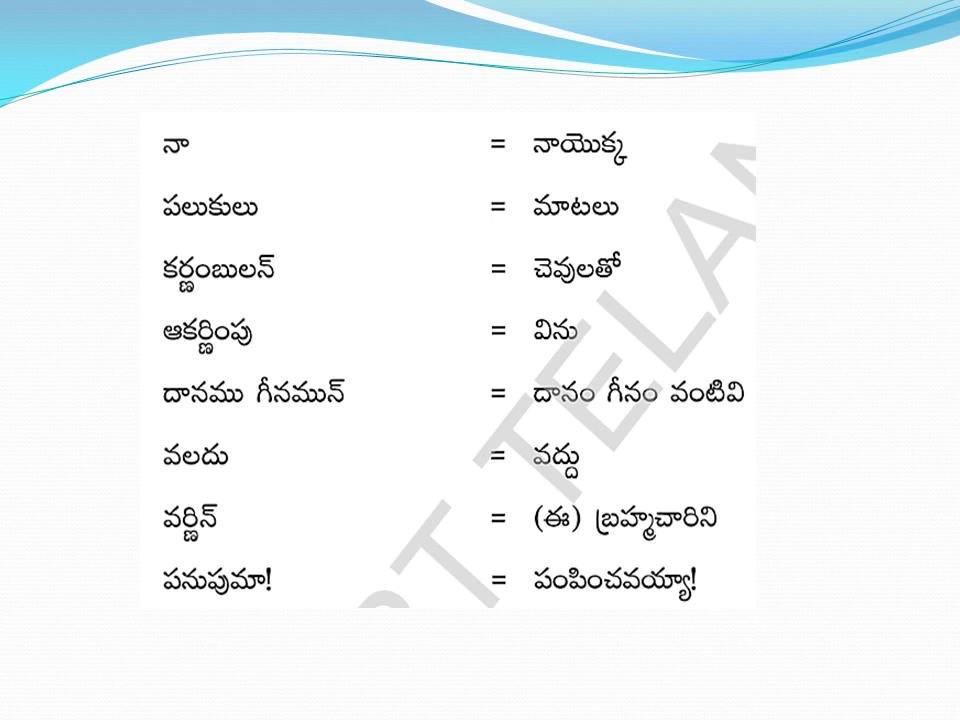 నా = నాయొక్క
పలుకులు = మాటలు
కర్ణంబులన్ = చెవులతో
ఆకర్ణింపు = విను
దానము గీనమున్ = దానం గీనం వంటివి
వలదు = వద్దు
వర్ణిన్ = (ఈ) బ్రహ్మచారిని
పనుపుమా! = పంపించవయ్యా!